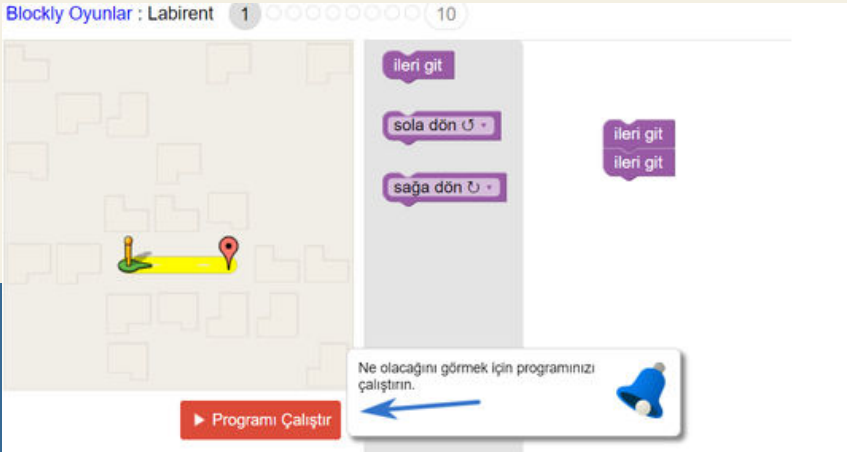 Blockly Oyunlar : Labirent 1 10
ileri git
sola dön
sağa dön
ileri git
ileri git
Ne olacağını görmek için programınızı
çalıştırın.
Programı Çalıştır